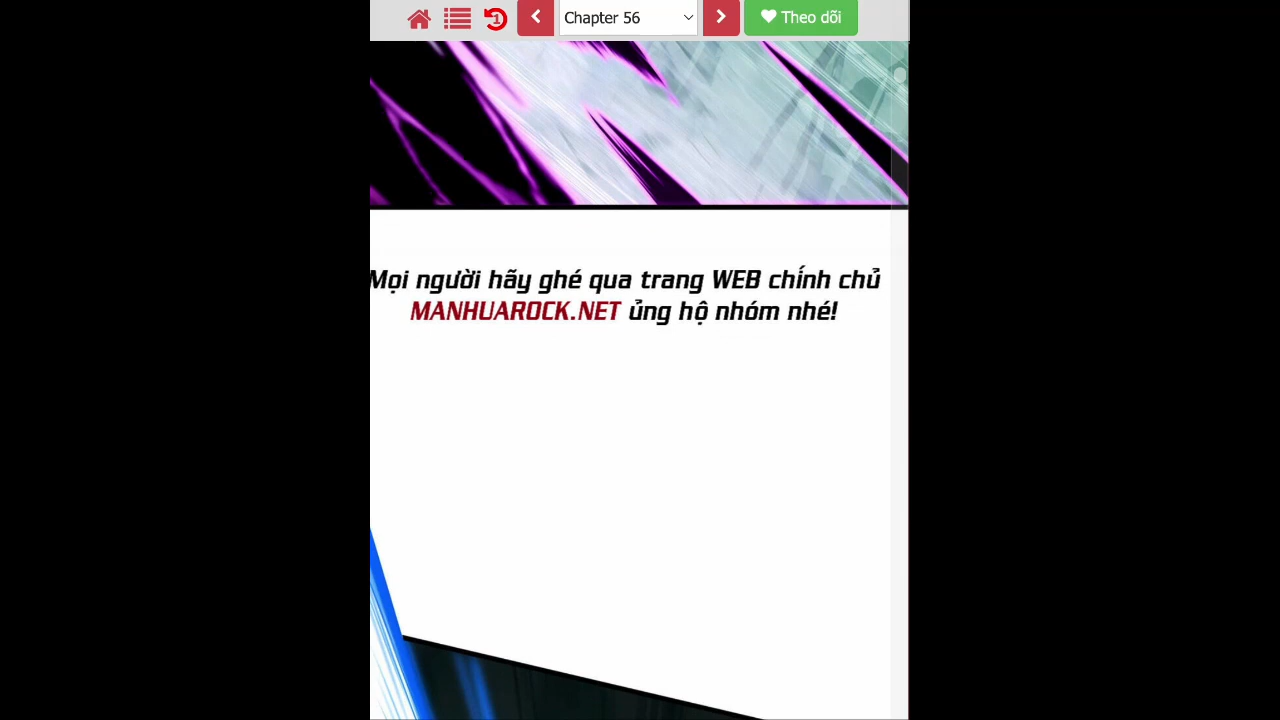 1
Chapter 56
Theo dõi
Mọi người hãy ghé qua trang WEB chính chủ
MANHUAROCK.NET ủng hộ nhóm nhé!